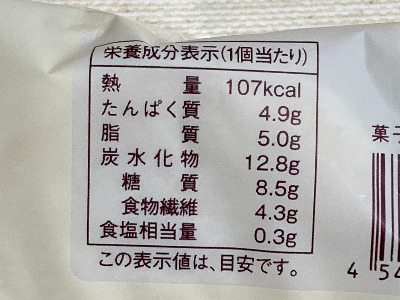 栄養成分表示(1個当たり)
熱量 107kcal
たんぱく質 4.9g
脂質 5.0g
炭水化物 12.8g
糖質 8.5g
食物繊維 4.3g
食塩相当量 0.3g
この表示値は、目安です。
菓子
4 54